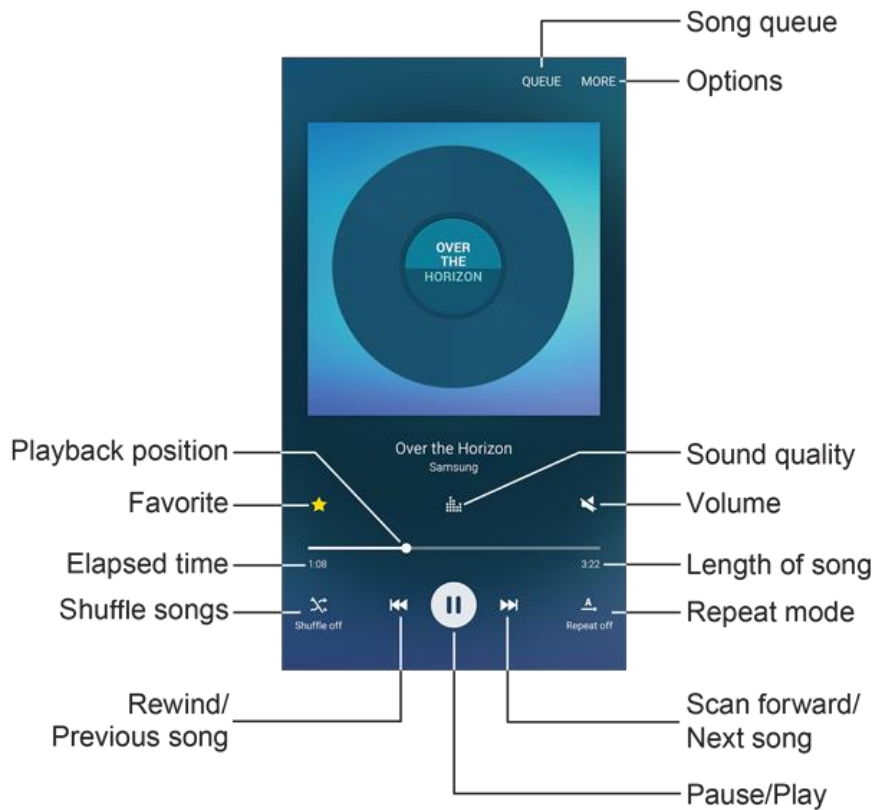 Song queue
QUEUE MORE
Options
OVER
THE
HORIZON
Over the Horizon
Samsung
Playback position
Sound quality
Favorite
Volume
Elapsed time
1:08
3:22
Length of song
Shuffle songs
Shuffle off
A
Repeat off
Repeat mode
Rewind/
Previous song
Scan forward/
Next song
Pause/Play